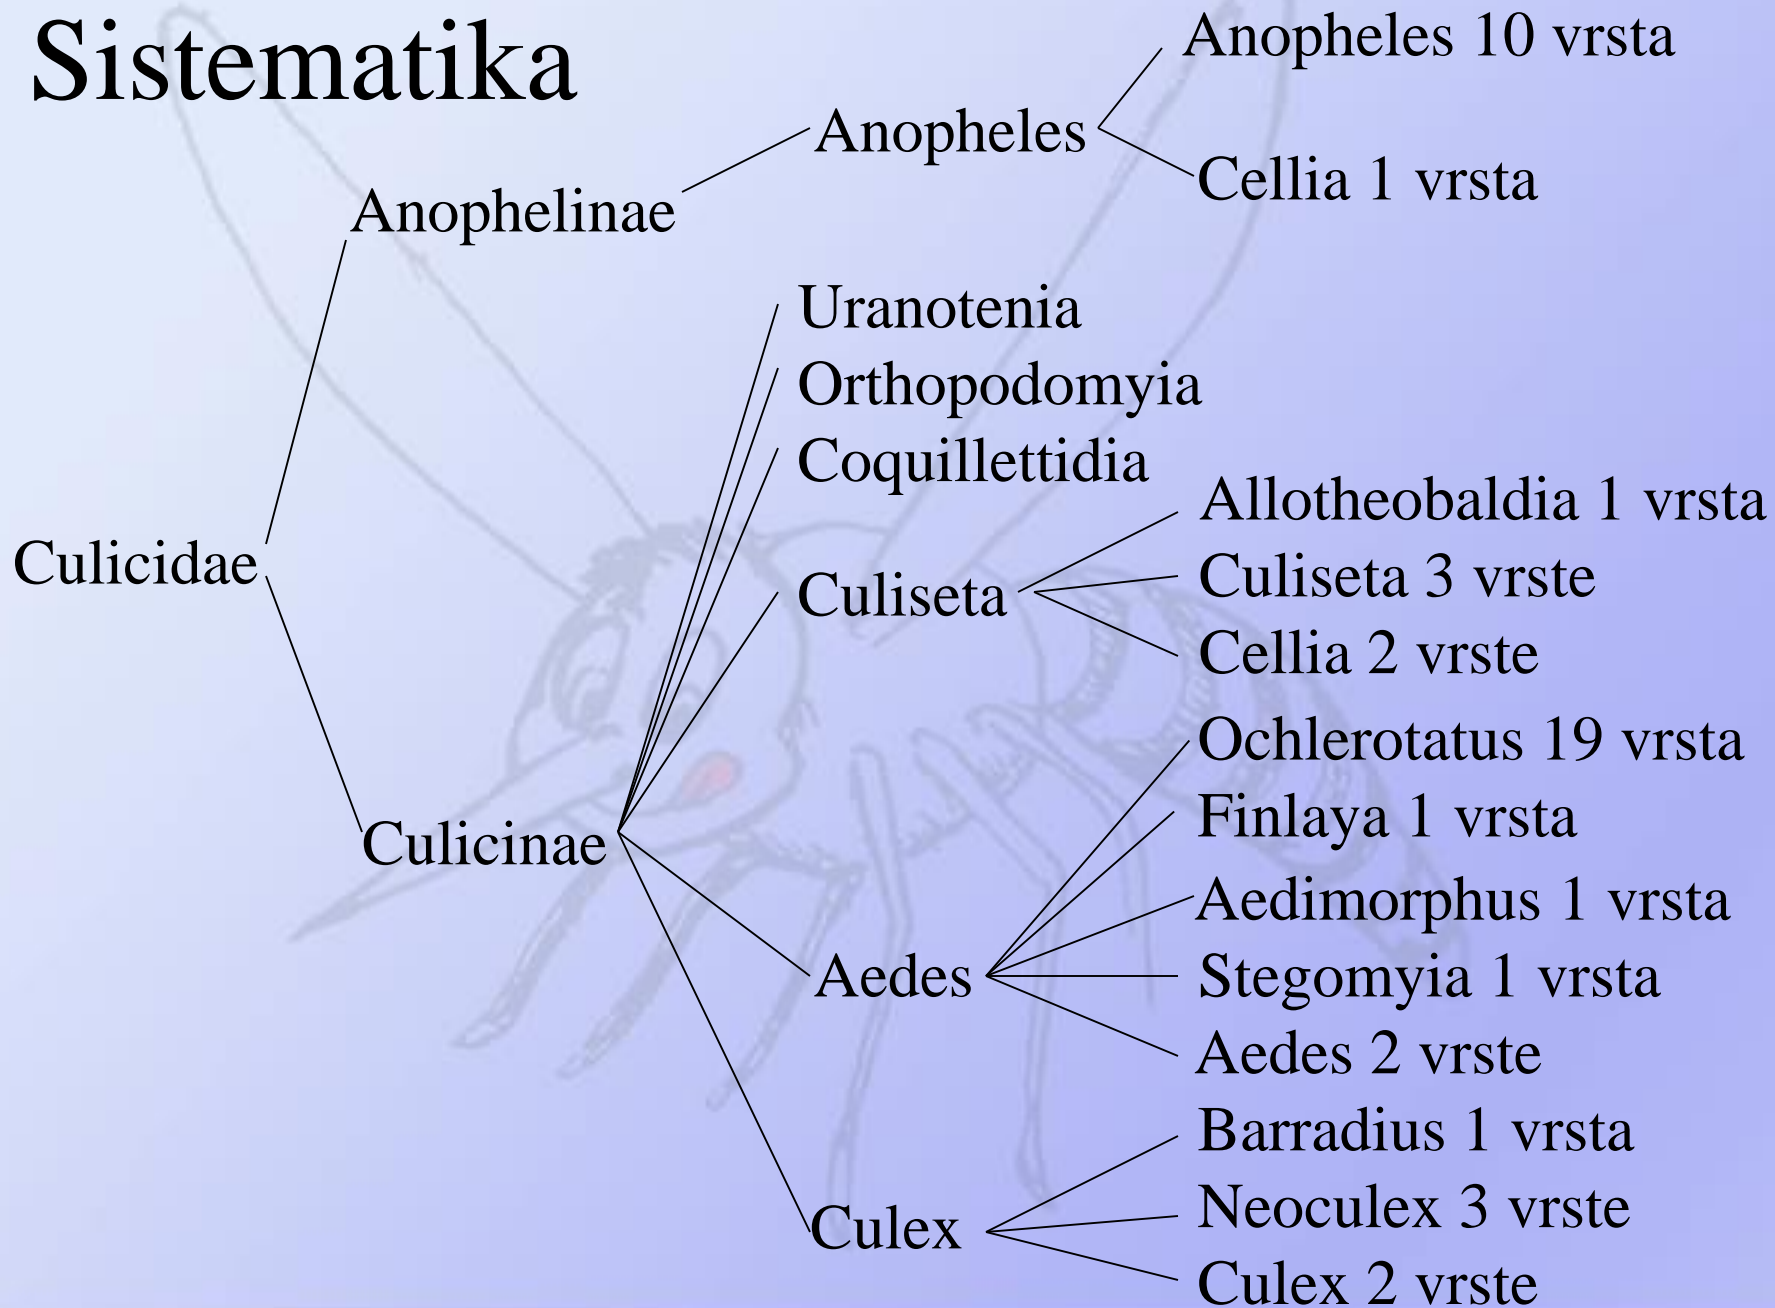 Sistematika
Anopheles 10 vrsta
Anopheles
Cellia 1 vrsta
Anophelinae
Uranotenia
Orthopodomyia
Coquillettidia
Allotheobaldia 1 vrsta
Culicidae
Culiseta 3 vrste
Culiseta
Cellia 2 vrste
Ochlerotatus 19 vrsta
Finlaya 1 vrsta
Culicinae
Aedimorphus 1 vrsta
Aedes
Stegomyia 1 vrsta
Aedes 2 vrste
Barradius 1 vrsta
Neoculex 3 vrste
Culex
Culex 2 vrste